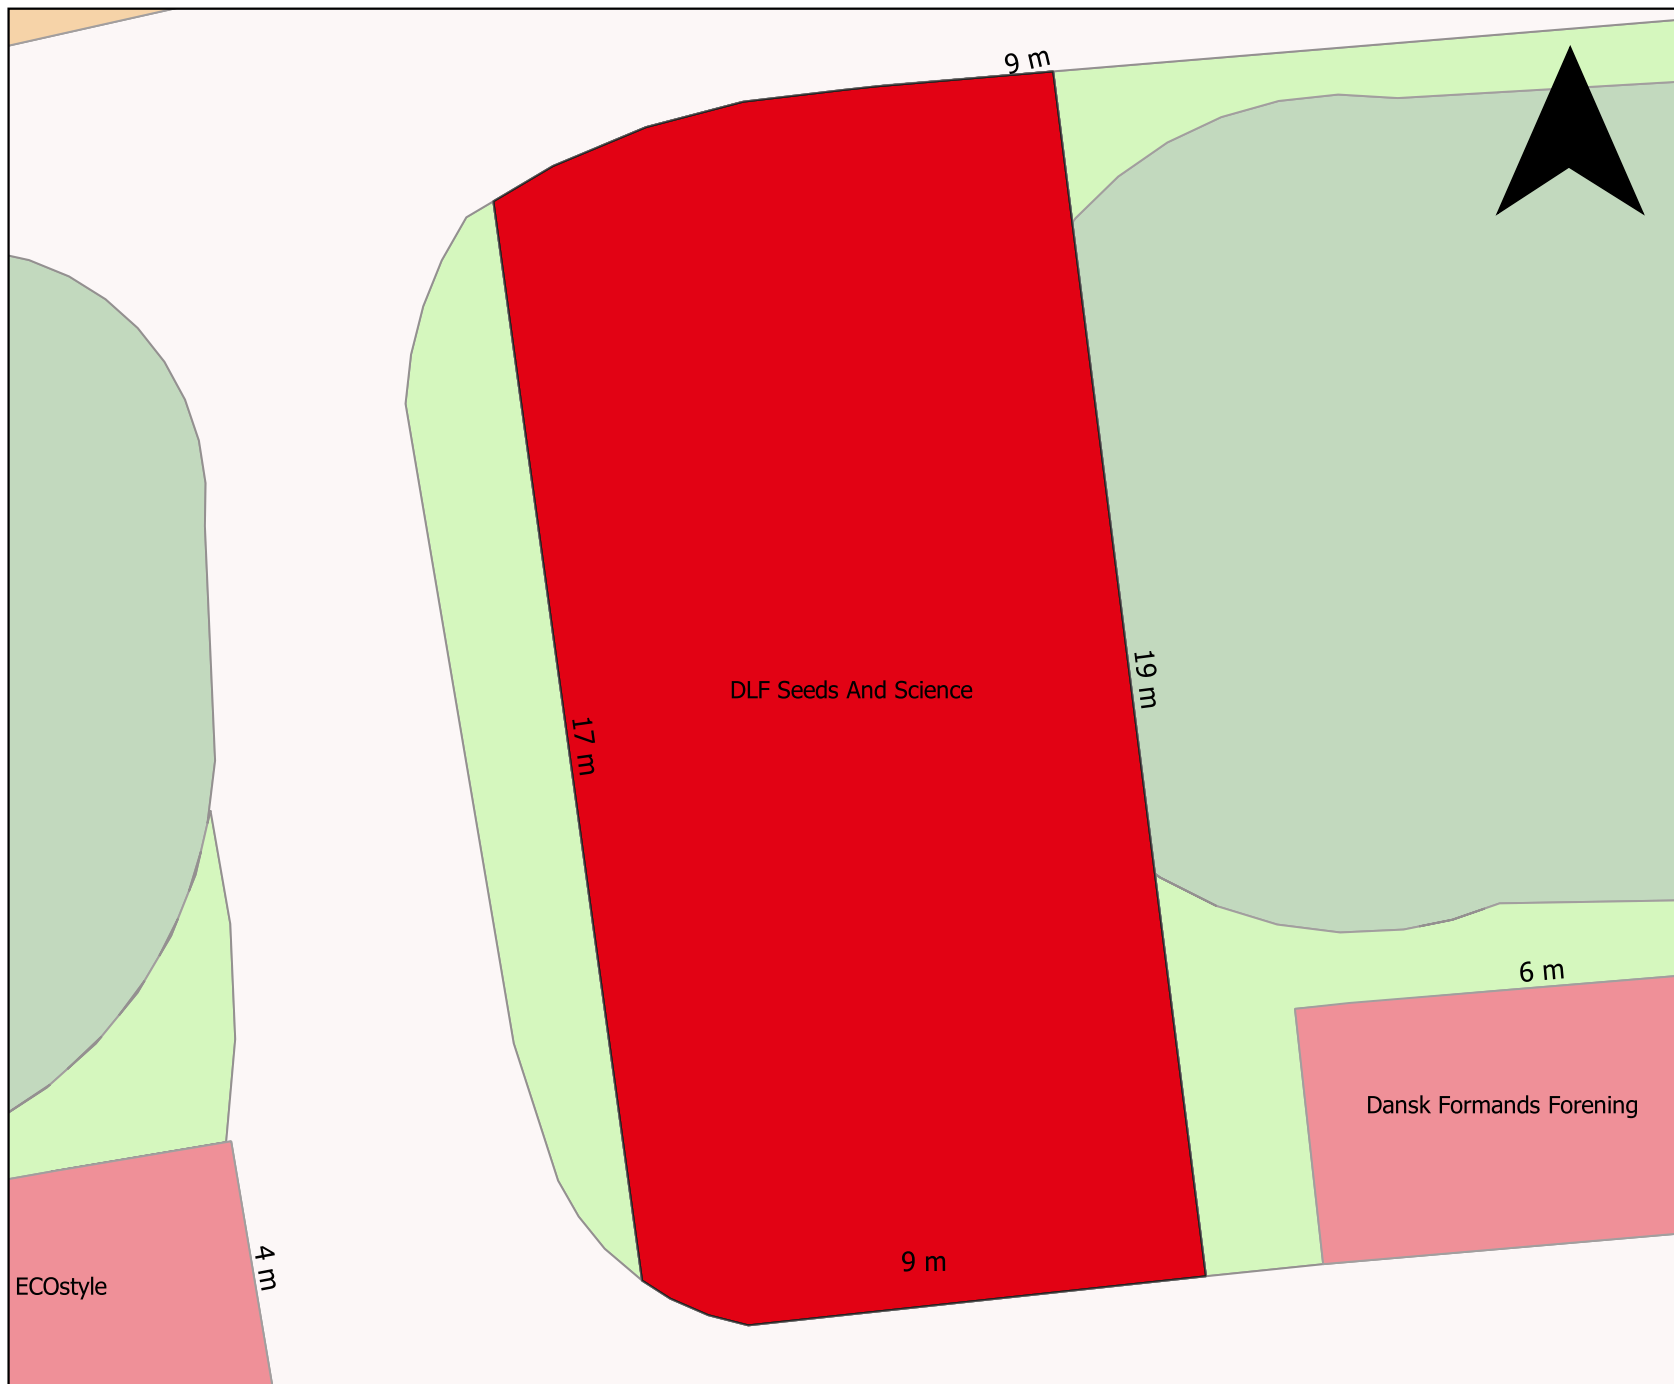 9 m
19 m
DLF Seeds And Science
17 m
6 m
Dansk Formands Forening
9 m
4 m
ECOstyle